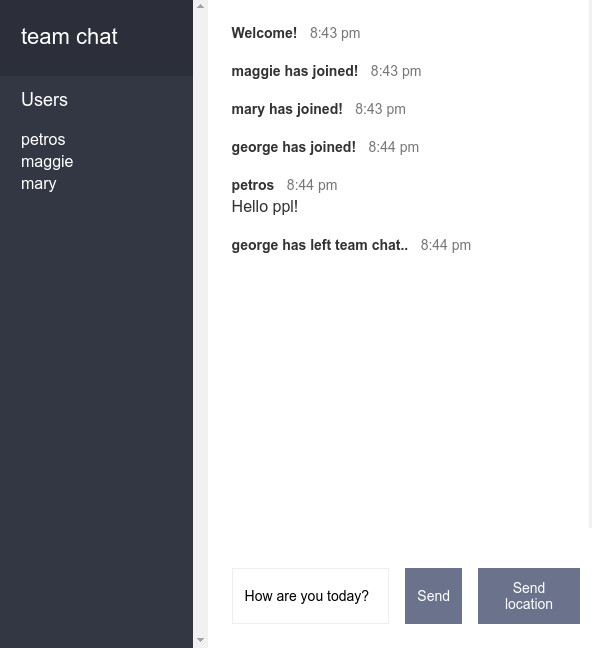 team chat
Users
petros
maggie
mary
Welcome! 8:43 pm
maggie has joined! 8:43 pm
mary has joined! 8:43 pm
george has joined! 8:44 pm
petros 8:44 pm
Hello ppl!
george has left team chat.. 8:44 pm
How are you today?
Send
Send
location